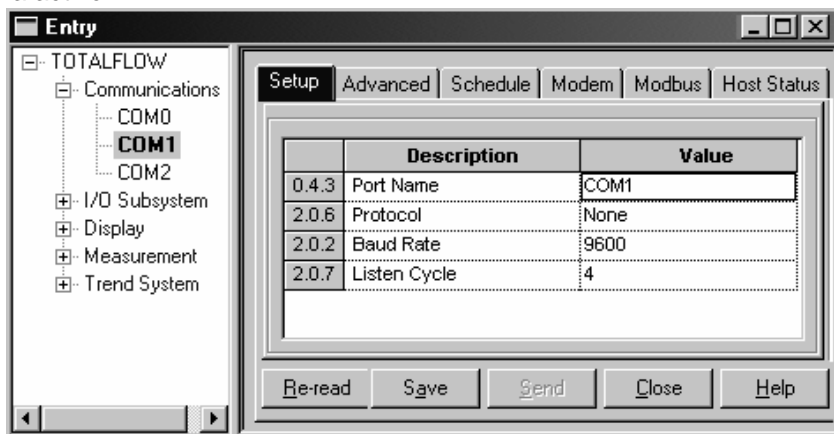 Entry
TOTALFLOW
Communications
COM0
COM1
COM2
I/O Subsystem
Display
Measurement
Trend System
Setup Advanced Schedule Modem Modbus Host Status
Description Value
0.4.3 Port Name COM1
2.0.6 Protocol None
2.0.2 Baud Rate 9600
2.0.7 Listen Cycle 4
Re-read Save Send Close Help